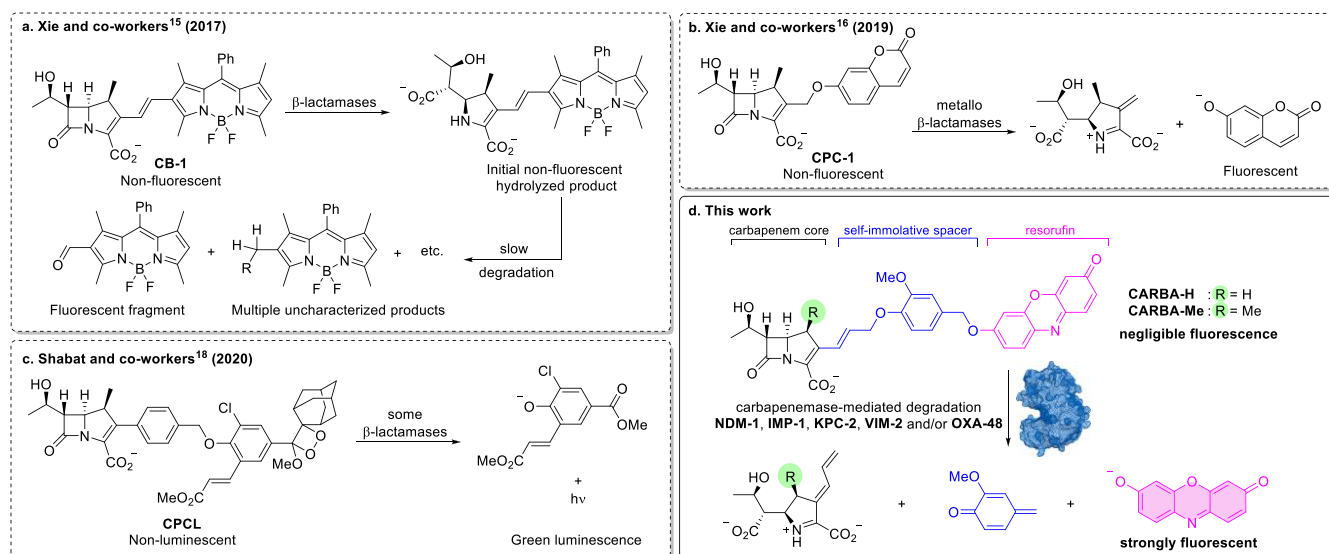 a. Xie and co-workers15 (2017)
HO
H
H
O
N
CO2−
N
N
B
F
F
Ph
CB-1
Non-fluorescent
β-lactamases
OH
−O2C
HN
CO2−
N
N
B
F
F
Ph
Initial non-fluorescent
hydrolyzed product
slow
degradation
O
N
N
B
F
F
Ph
Fluorescent fragment
+
H
H
R
N
N
B
F
F
Ph
Multiple uncharacterized products
+
etc.
b. Xie and co-workers16 (2019)
HO
H
H
O
N
CO2−
O
O
O
CPC-1
Non-fluorescent
metallo
β-lactamases
OH
−O2C
N
+
H
CO2−
+
−O
O
O
Fluorescent
c. Shabat and co-workers18 (2020)
HO
H
H
O
N
CO2−
O
Cl
MeO
O
O
MeO2C
CPCL
Non-luminescent
some
β-lactamases
Cl
−O
O
OMe
MeO2C
+
hν
Green luminescence
d. This work
carbapenem core
self-immolative spacer
resorufin
HO
H
H
R
O
N
CO2−
O
MeO
O
O
N
O
CARBA-H : R = H
CARBA-Me : R = Me
negligible fluorescence
carbapenemase-mediated degradation
NDM-1, IMP-1, KPC-2, VIM-2 and/or OXA-48
HO
R
−O2C
N
+
H
CO2−
+
MeO
O
+
−O
O
N
O
strongly fluorescent